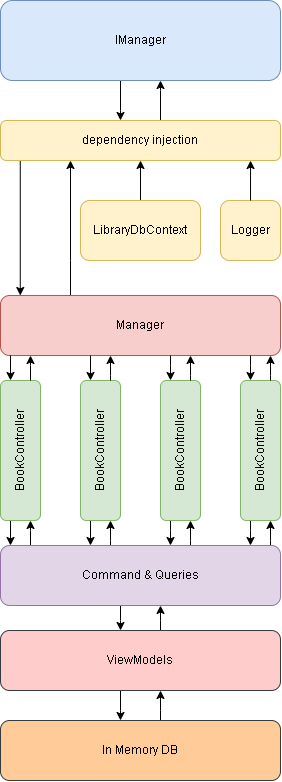 IManager
dependency injection
LibraryDbContext
Logger
Manager
BookController
BookController
BookController
BookController
Command & Queries
ViewModels
In Memory DB